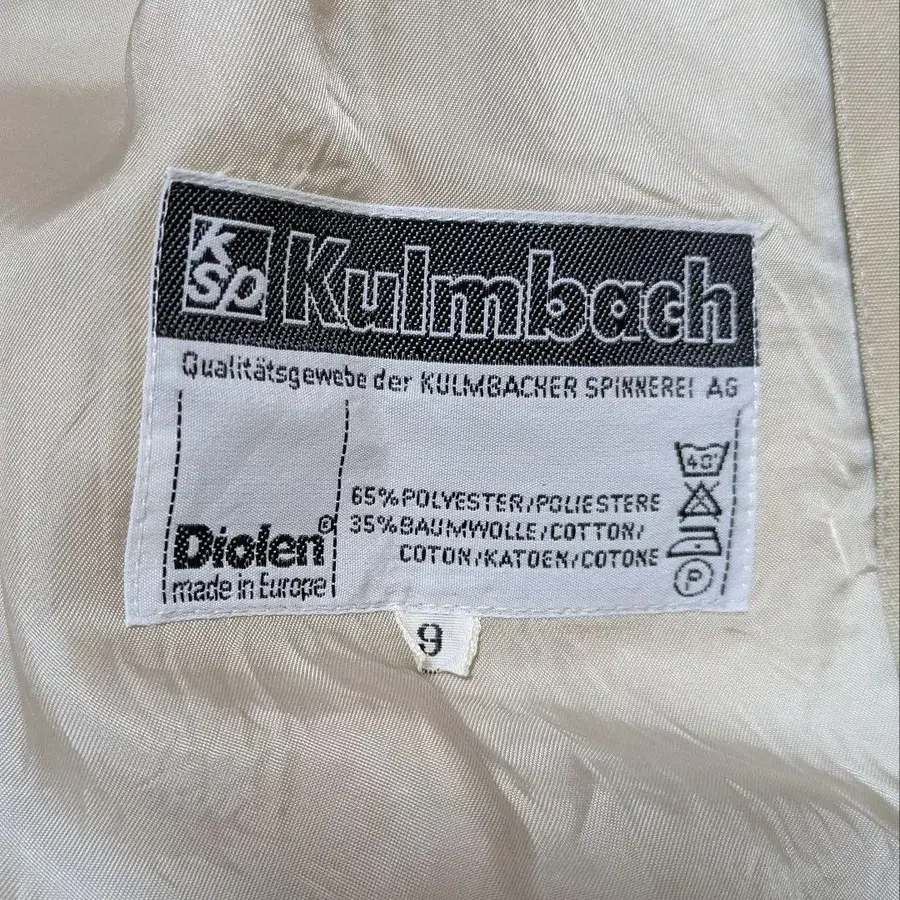 k
sp
Kulmbach
Qualitätsgewebe der KULMBACHER SPINNEREI AG
40°
65% POLYESTER/POLIESTERE
35% BAUMWOLLE/COTTON/
COTON/KATOEN/COTONE
Diolen®
made in Europe
P
9